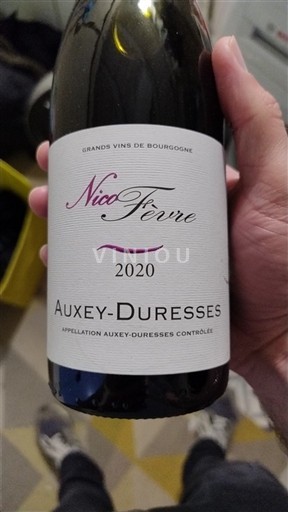 GRANDS VINS DE BOURGOGNE
Nico Fèvre
VINIOU
2020
AUXEY-DURESSES
APPELLATION AUXEY-DURESSES CONTRÔLÉE